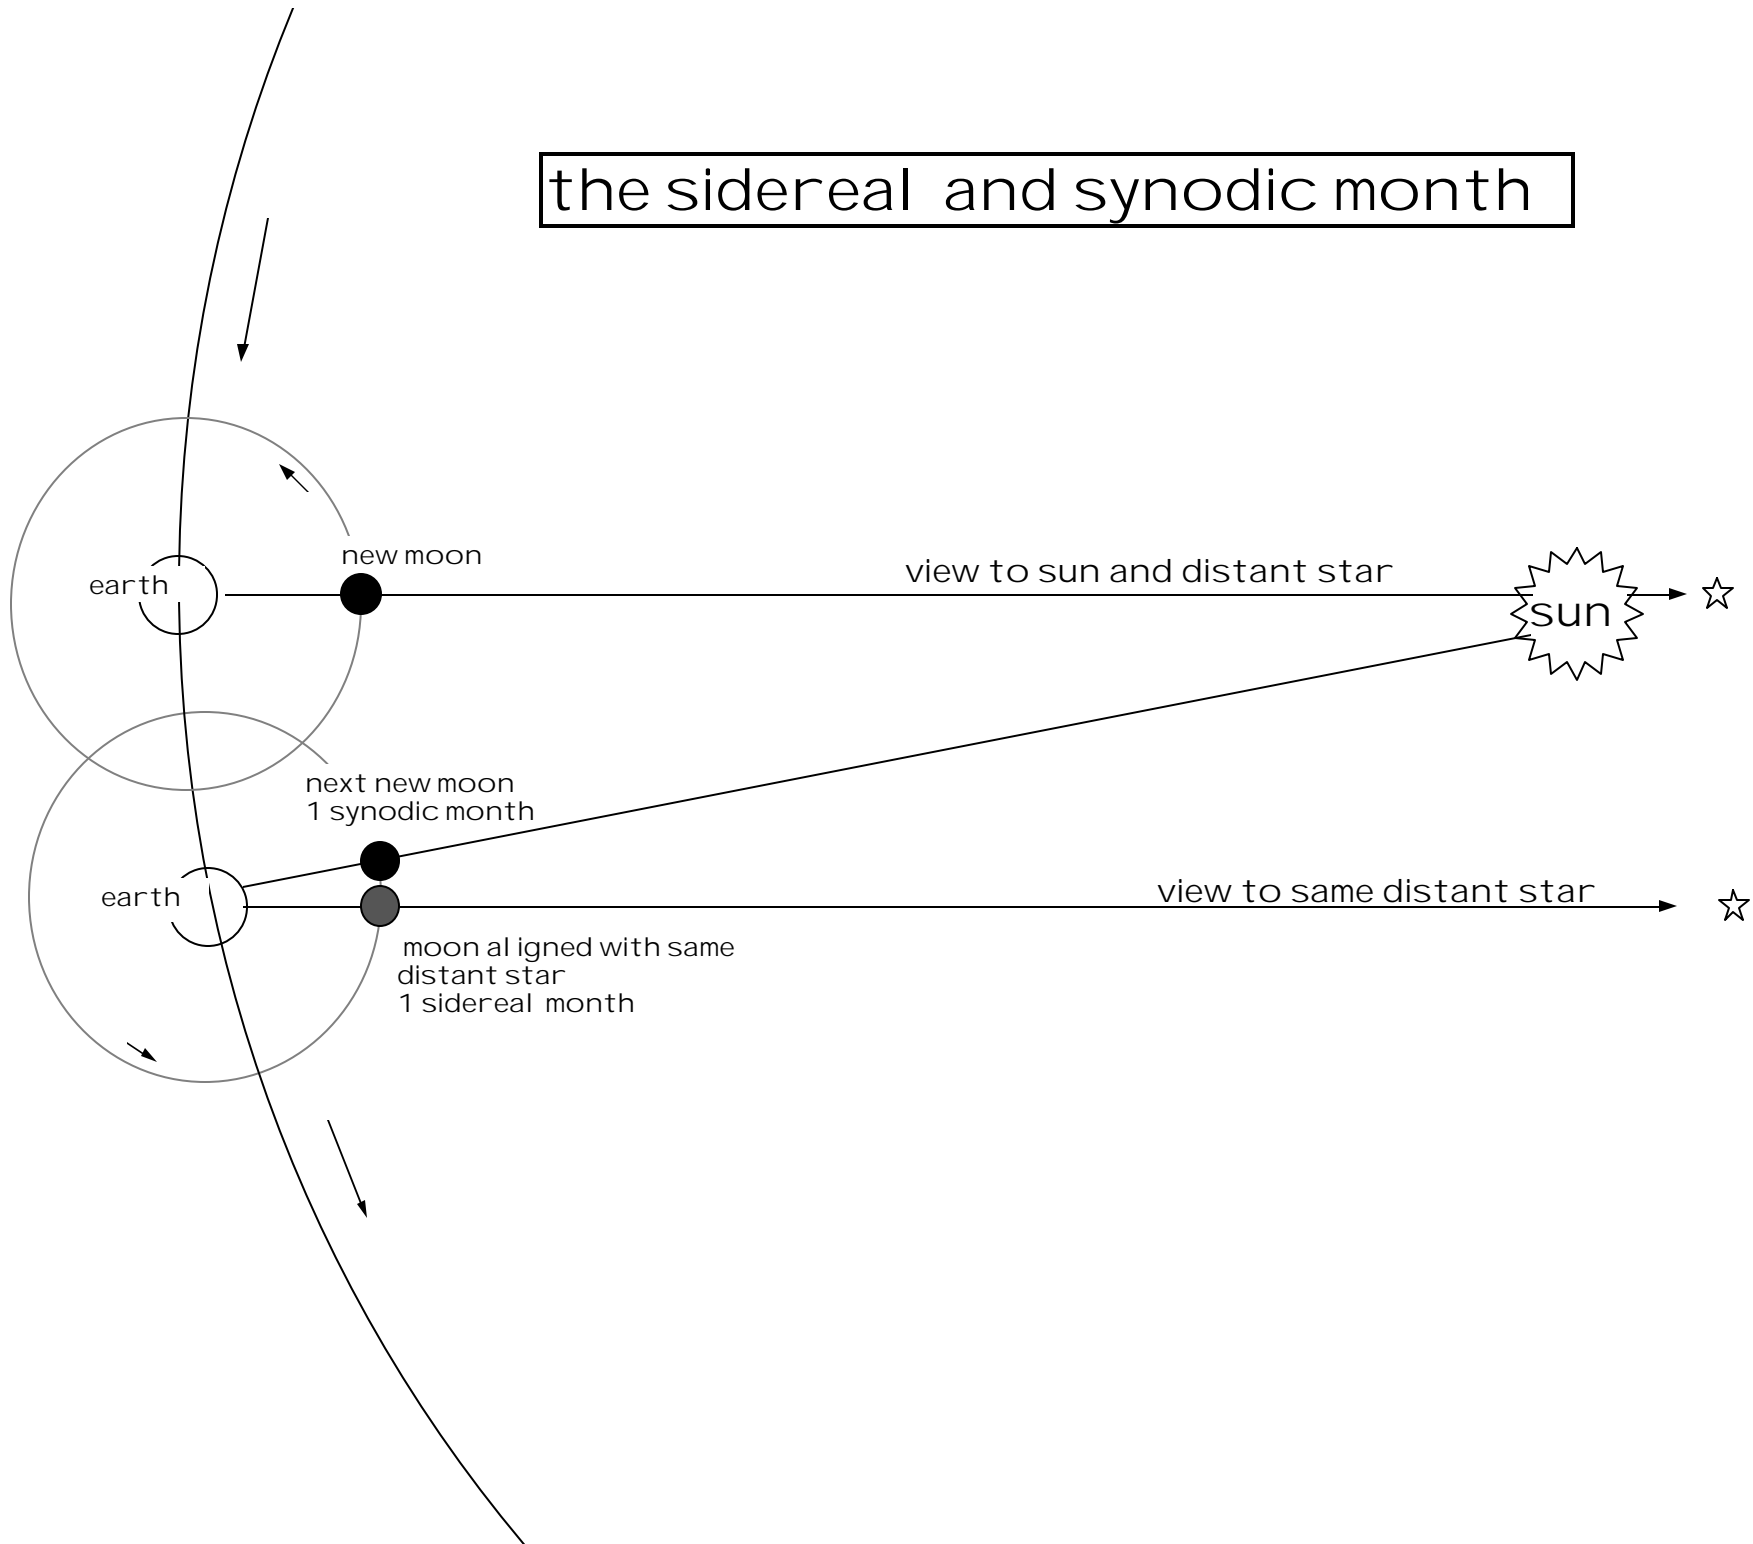 the sidereal and synodic month
new moon
view to sun and distant star
earth
sun
next new moon
1 synodic month
earth
view to same distant star
moon aligned with same
distant star
1 sidereal month